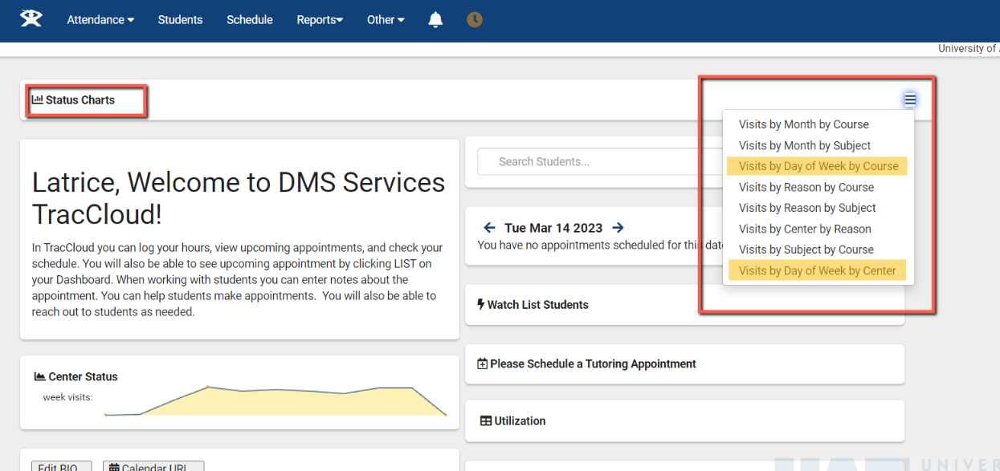 Attendance
Students
Schedule
Reports
Other
University of
Status Charts
Visits by Month by Course
Visits by Month by Subject
Visits by Day of Week by Course
Visits by Reason by Course
Visits by Reason by Subject
Visits by Center by Reason
Visits by Subject by Course
Visits by Day of Week by Center
Latrice, Welcome to DMS Services
TracCloud!
In TracCloud you can log your hours, view upcoming appointments, and check your
schedule. You will also be able to see upcoming appointment by clicking LIST on
your Dashboard. When working with students you can enter notes about the
appointment. You can help students make appointments.  You will also be able to
reach out to students as needed.
Center Status
week visits:
Edit BIO
Calendar URL
Search Students...
Tue Mar 14 2023
You have no appointments scheduled for this date
Watch List Students
Please Schedule a Tutoring Appointment
Utilization